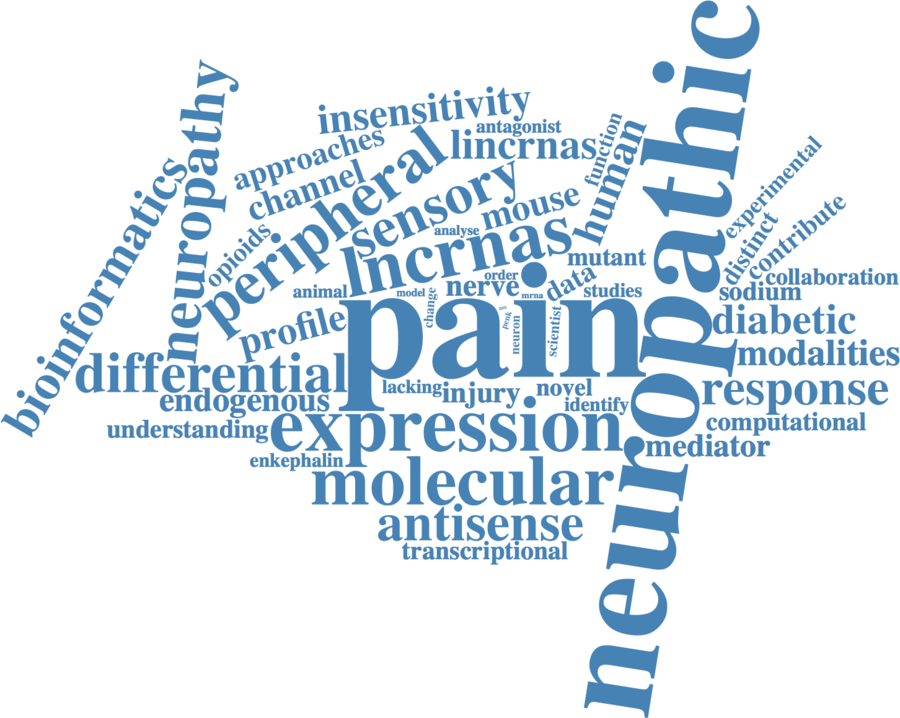 neuropathic
insensitivity
antagonist
approaches
lincrnas
function
human
neuropathy
peripheral
channel
sensory
mouse
experimental
bioinformatics
opioids
analyse
lncrnas
mutant
distinct
contribute
order
nerve
data
collaboration
animal
model
change
mrna
studies
sodium
profile
pain
penk
neuron
scientist
diabetic
differential
modalities
lacking
injury
novel
response
endogenous
identify
understanding
expression
computational
mediator
enkephalin
molecular
antisense
transcriptional